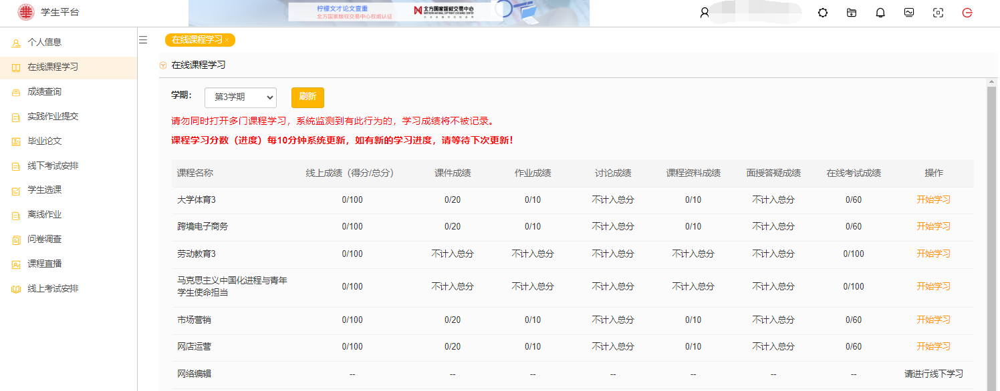 学生平台
柠檬文才论文查重
北方国家版权交易中心权威认证
北方国家版权交易中心
个人信息
在线课程学习
成绩查询
实践作业提交
毕业论文
线下考试安排
学生选课
离线作业
问卷调查
课程直播
线上考试安排
在线课程学习 ×
在线课程学习
学期： 第3学期 刷新
请勿同时打开多门课程学习，系统监测到有此行为的，学习成绩将不被记录。
课程学习分数（进度）每10分钟系统更新，如有新的学习进度，请等待下次更新！
课程名称 线上成绩（得分/总分） 课件成绩 作业成绩 讨论成绩 课程资料成绩 面授答疑成绩 在线考试成绩 操作
大学体育3 0/100 0/20 0/10 不计入总分 0/10 不计入总分 0/60 开始学习
跨境电子商务 0/100 0/20 0/10 不计入总分 0/10 不计入总分 0/60 开始学习
劳动教育3 0/100 不计入总分 不计入总分 不计入总分 不计入总分 不计入总分 0/100 开始学习
马克思主义中国化进程与青年
学生使命担当 0/100 不计入总分 不计入总分 不计入总分 不计入总分 不计入总分 0/100 开始学习
市场营销 0/100 0/20 0/10 不计入总分 0/10 不计入总分 0/60 开始学习
网店运营 0/100 0/20 0/10 不计入总分 0/10 不计入总分 0/60 开始学习
网络编辑 -- -- -- -- -- -- -- 请进行线下学习